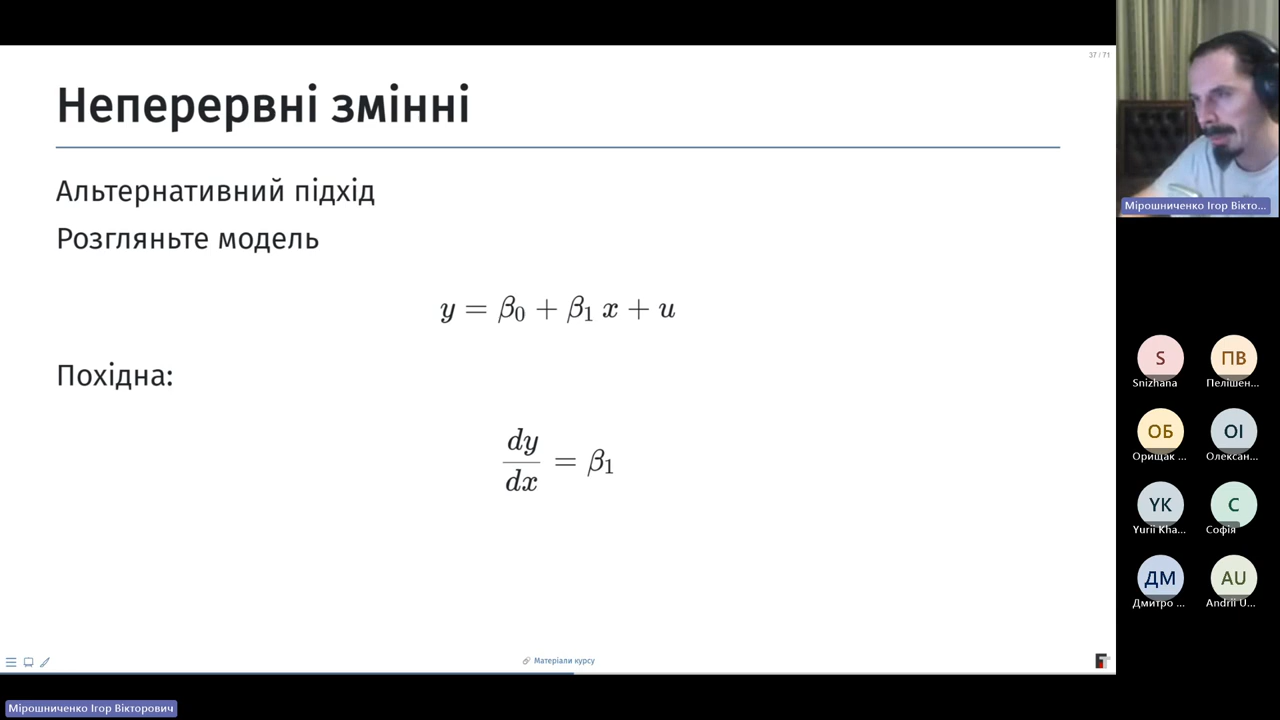 37 / 71
Неперервні змінні
Альтернативний підхід
Розгляньте модель
y = β₀ + β₁ x + u
Похідна:
dy/dx = β₁
Матеріали курсу
Мірошниченко Ігор Вікто...
S
Snizhana
ПВ
Пелішен...
ОБ
Орищак ...
ОІ
Олексан...
YK
Yurii Kha...
С
Софія
ДМ
Дмитро ...
AU
Andrii U...
Мірошниченко Ігор Вікторович